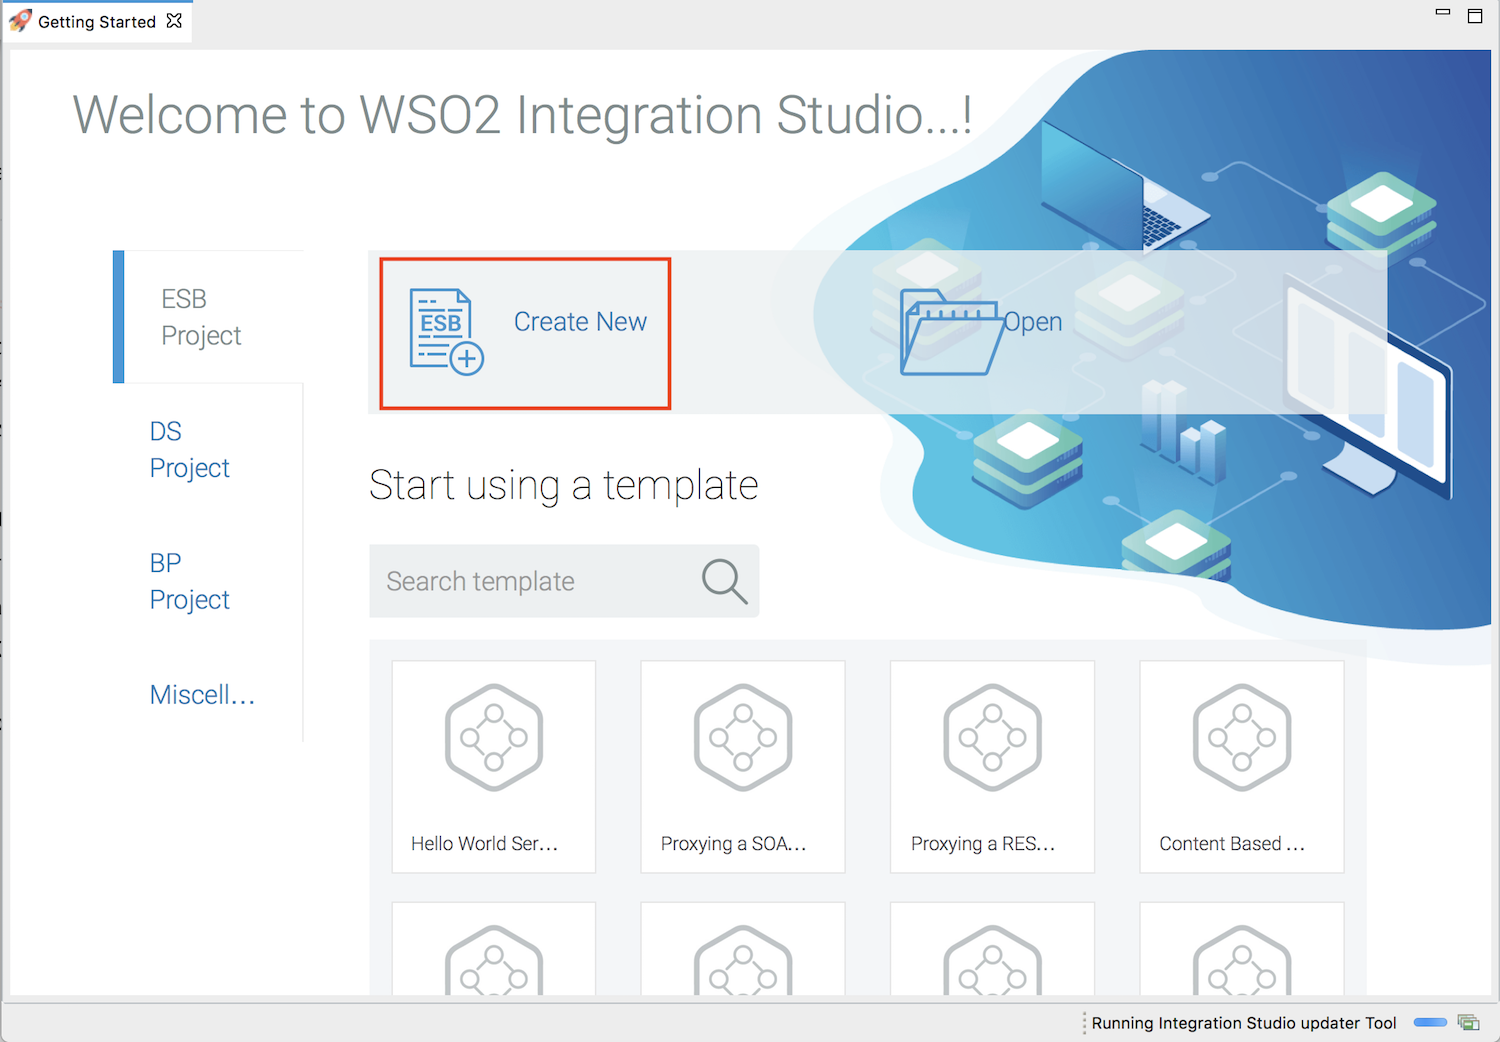 Getting Started
Welcome to WSO2 Integration Studio...!
ESB
Project
ESB
Create New
Open
DS
Project
Start using a template
BP
Project
Search template
Miscell...
Hello World Ser...
Proxying a SOA...
Proxying a RES...
Content Based ...
Running Integration Studio updater Tool